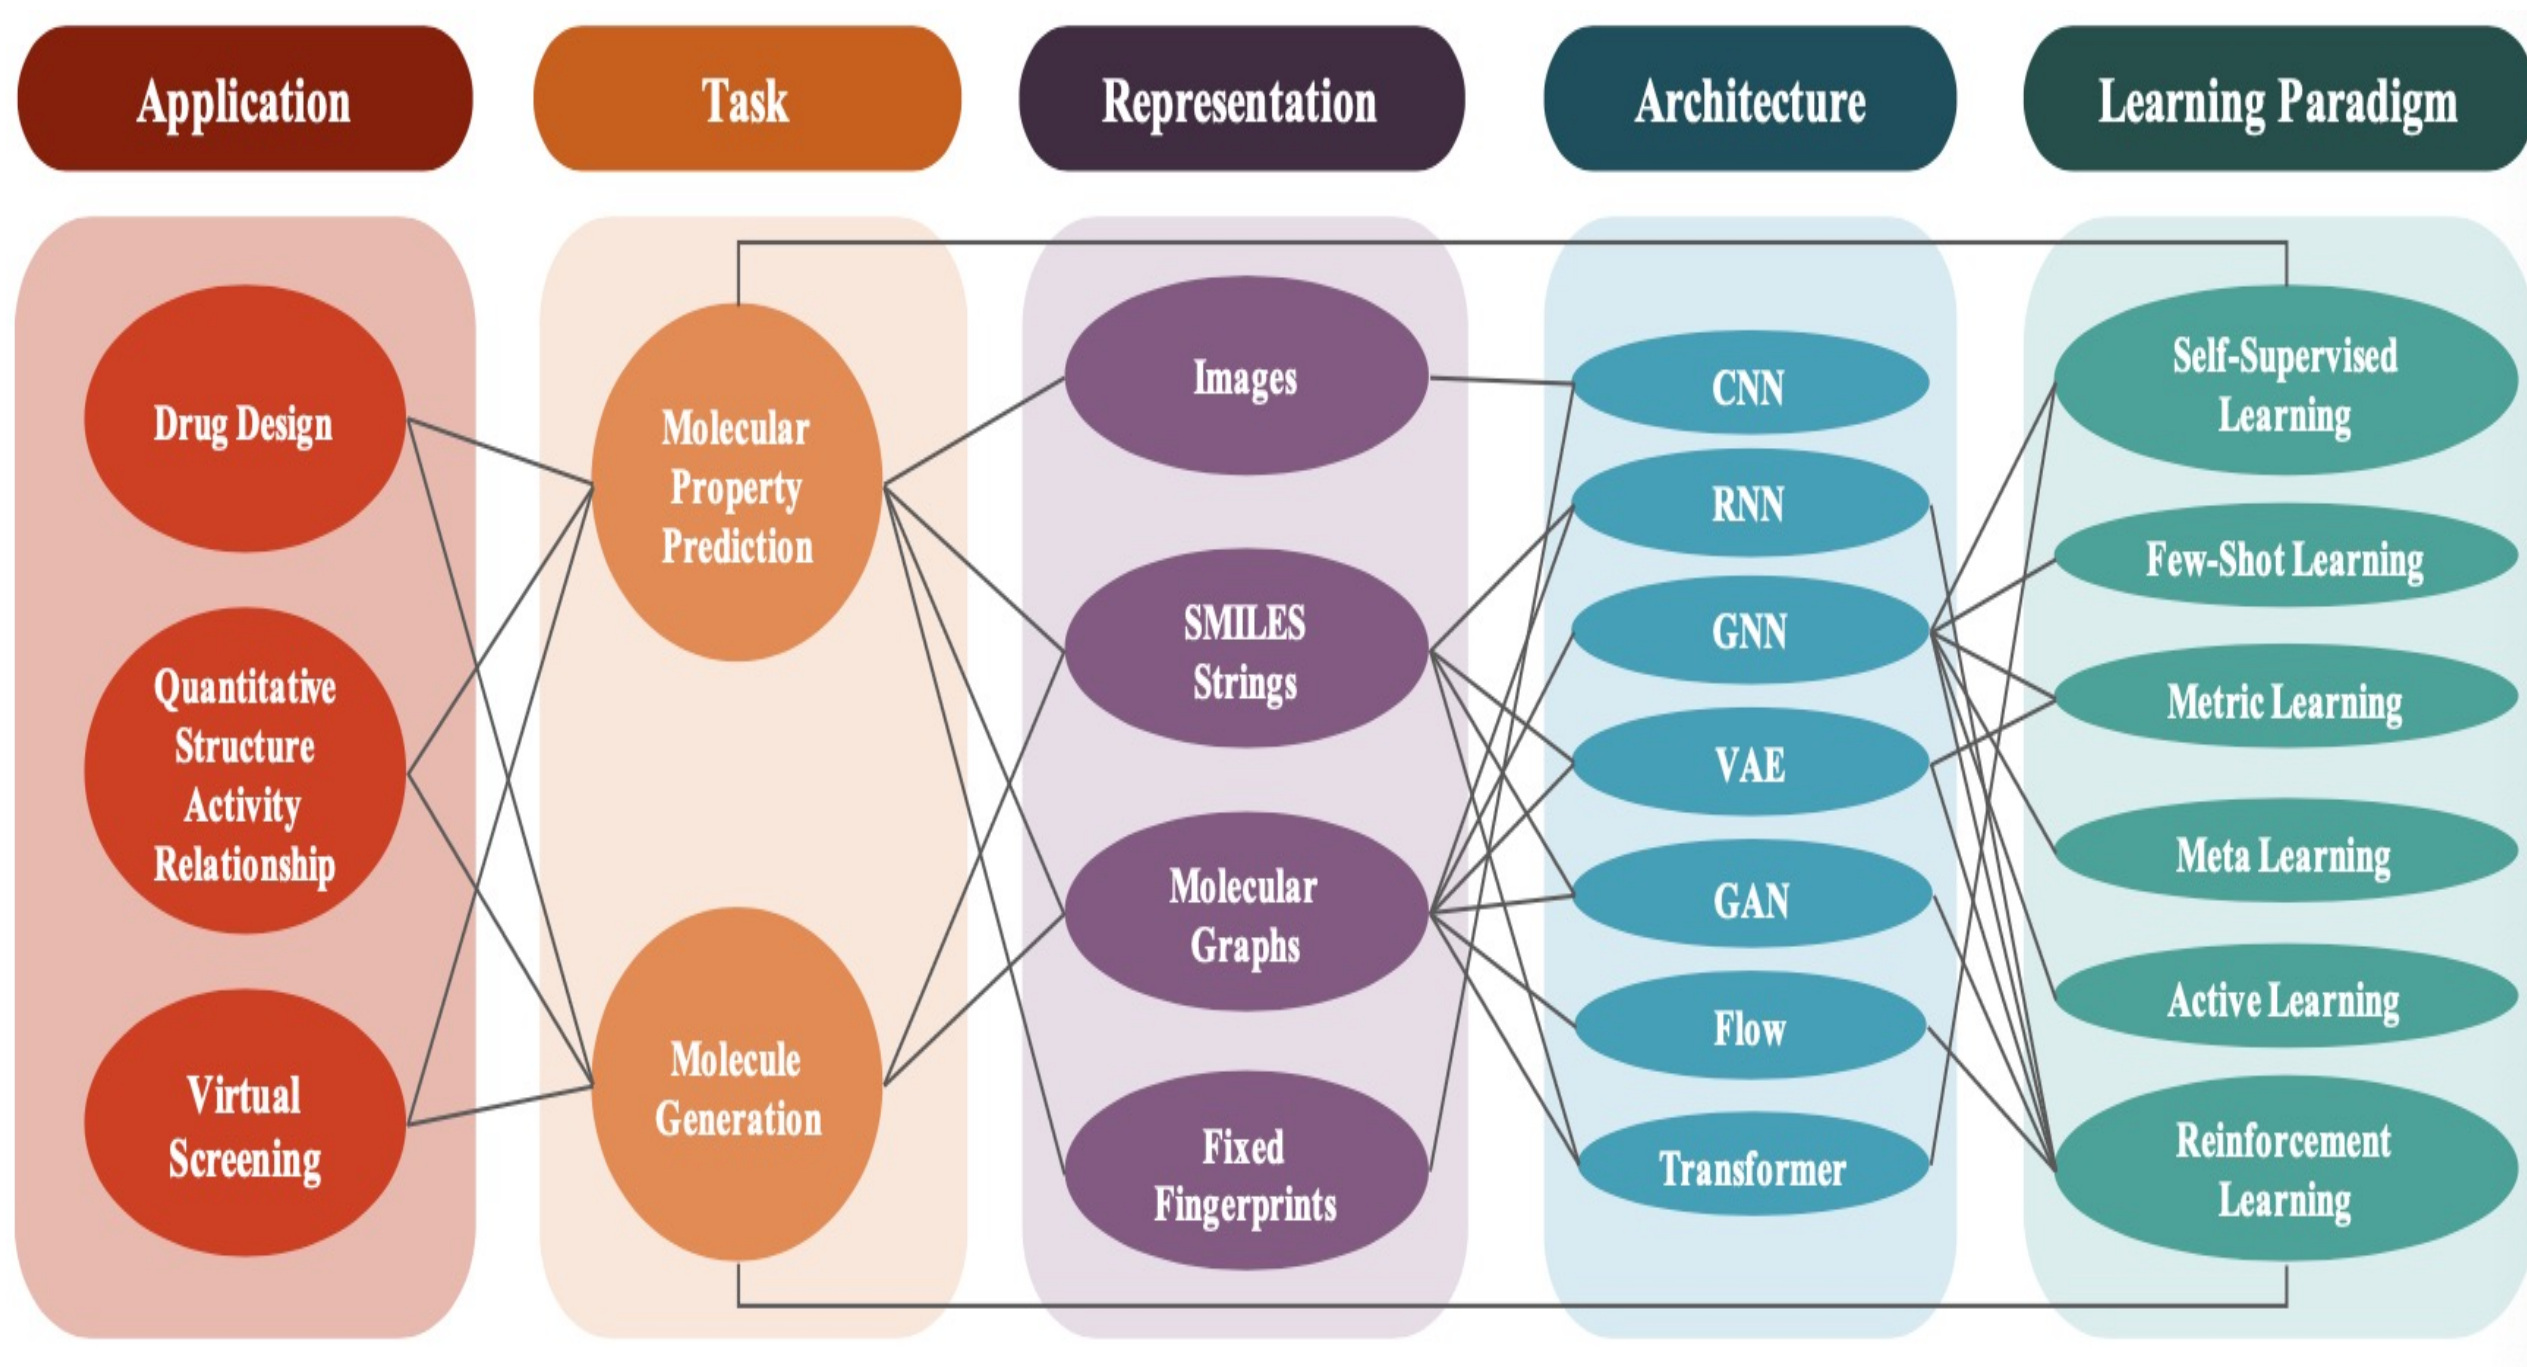 Application
Task
Representation
Architecture
Learning Paradigm
Drug Design
Quantitative
Structure
Activity
Relationship
Virtual
Screening
Molecular
Property
Prediction
Molecule
Generation
Images
SMILES
Strings
Molecular
Graphs
Fixed
Fingerprints
CNN
RNN
GNN
VAE
GAN
Flow
Transformer
Self-Supervised
Learning
Few-Shot Learning
Metric Learning
Meta Learning
Active Learning
Reinforcement
Learning